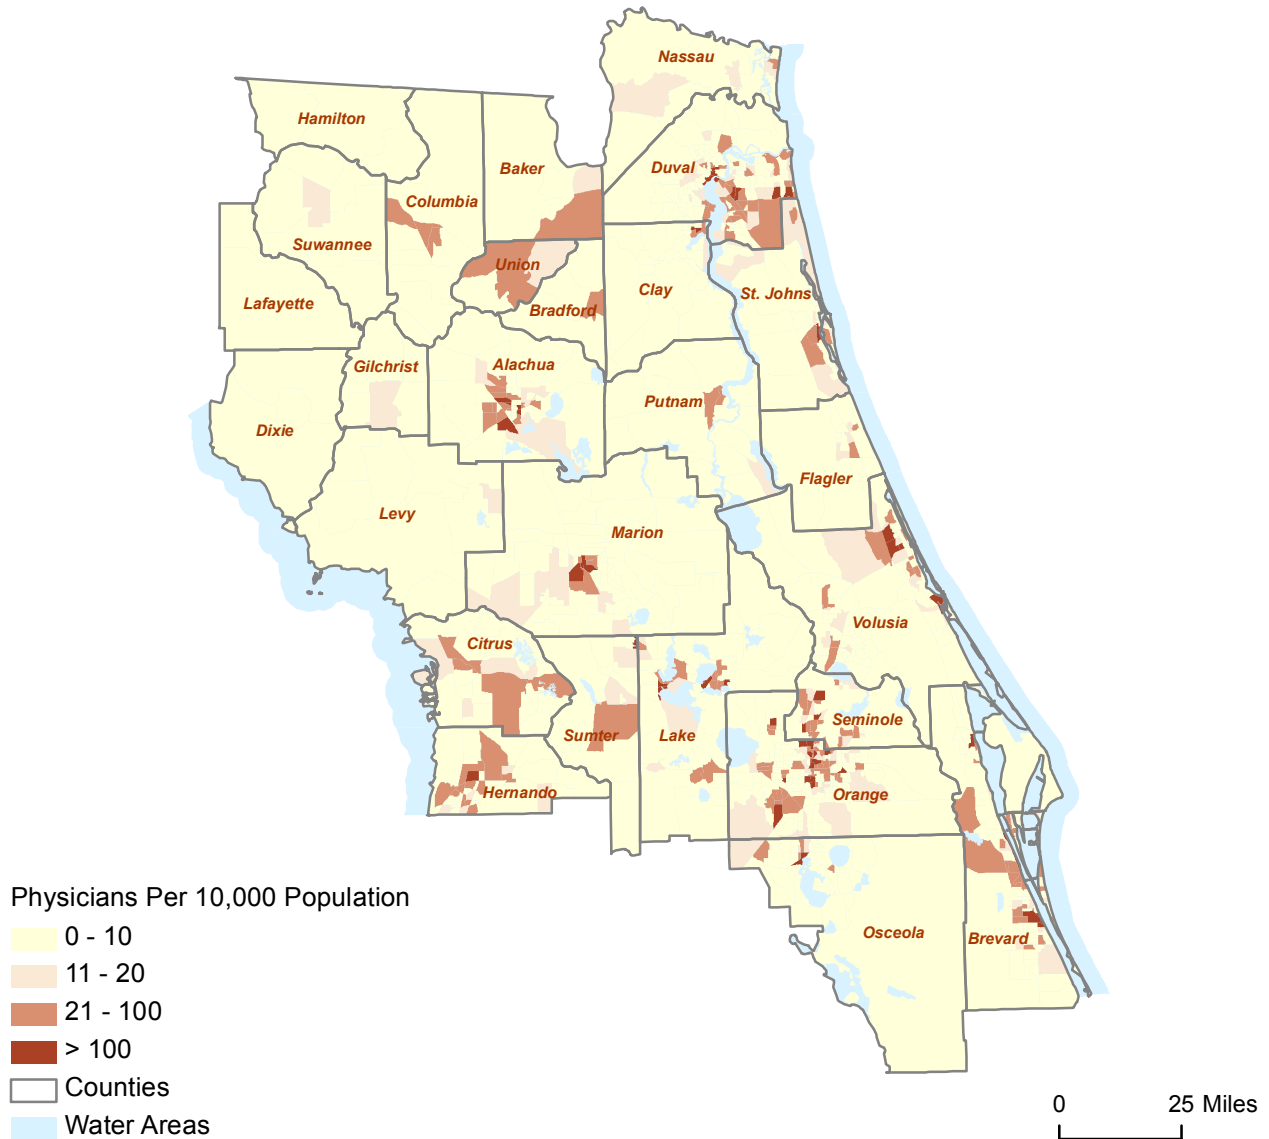 Nassau
Hamilton
Baker
Duval
Columbia
Suwannee
Union
Lafayette
Clay
St. Johns
Bradford
Gilchrist
Alachua
Putnam
Dixie
Flagler
Levy
Marion
Citrus
Volusia
Seminole
Sumter
Lake
Hernando
Orange
Osceola
Brevard
Physicians Per 10,000 Population
0 - 10
11 - 20
21 - 100
> 100
Counties
Water Areas
0 25 Miles